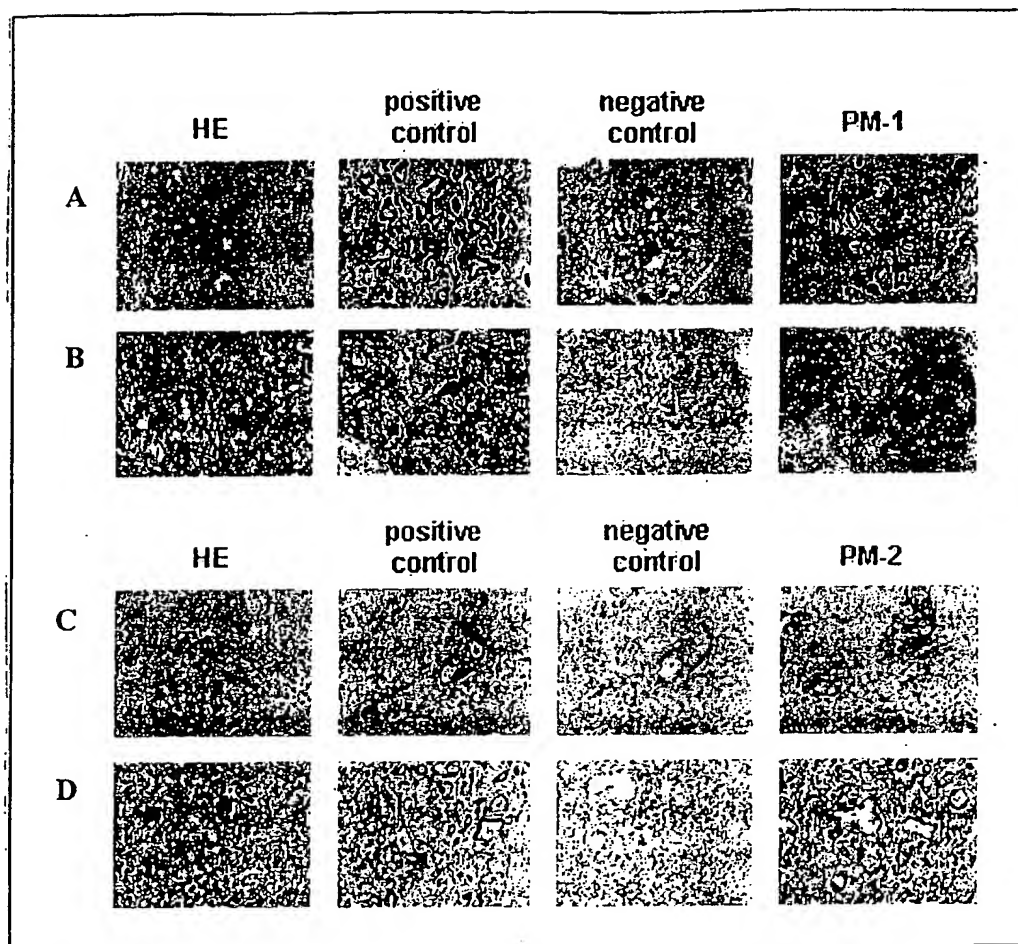 HE positive control negative control PM-1
A
B
HE positive control negative control PM-2
C
D